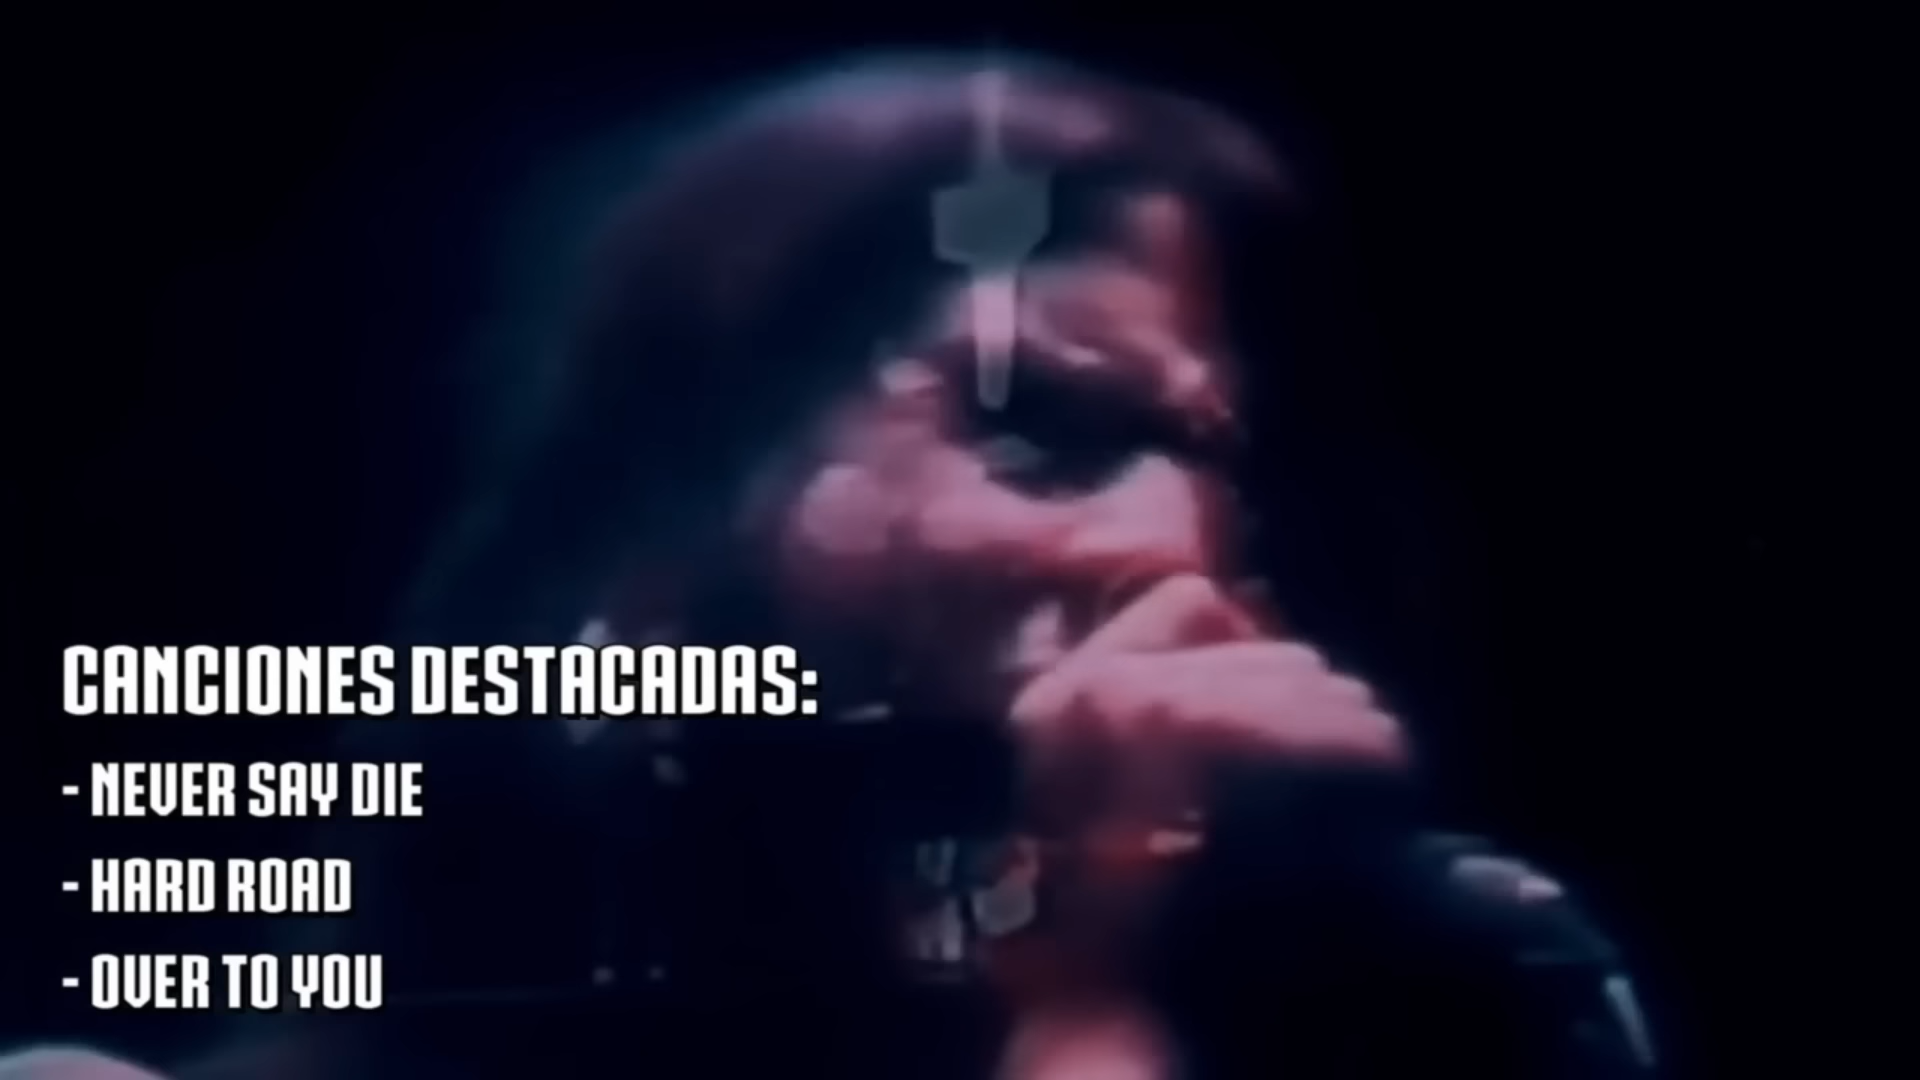 CANCIONES DESTACADAS:
- NEVER SAY DIE
- HARD ROAD
- OVER TO YOU